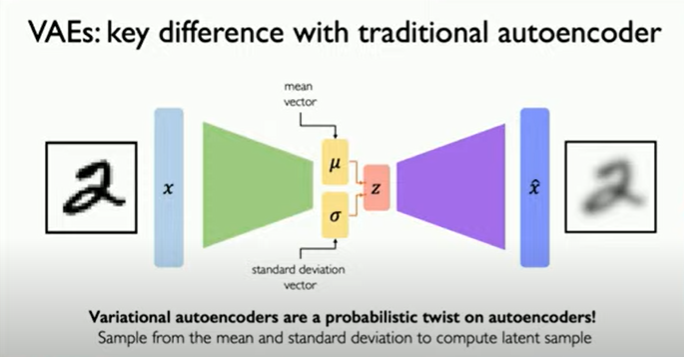 VAEs: key difference with traditional autoencoder
mean
vector
x
μ
σ
z
x̂
standard deviation
vector
Variational autoencoders are a probabilistic twist on autoencoders!
Sample from the mean and standard deviation to compute latent sample